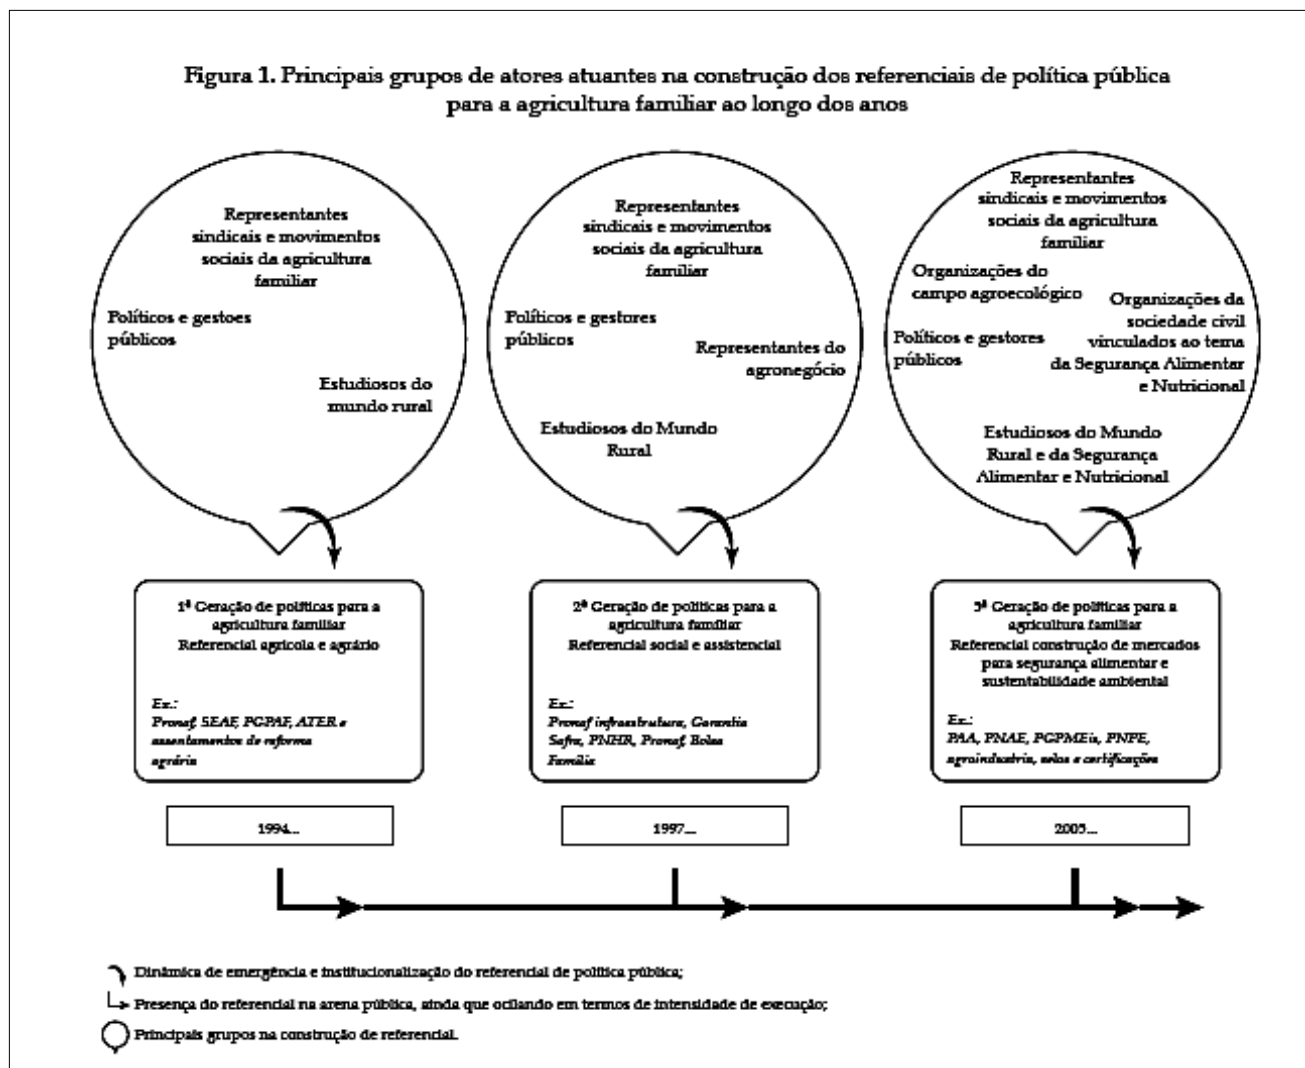 Figura 1. Principais grupos de atores atuantes na construção dos referenciais de política pública
para a agricultura familiar ao longo dos anos
Representantes
sindicais e movimentos
sociais da agricultura
familiar
Políticos e gestoes
públicos
Estudiosos do
mundo rural
Representantes
sindicais e movimentos
sociais da agricultura
familiar
Políticos e gestores
públicos
Representantes do
agronegócio
Estudiosos do Mundo
Rural
Representantes
sindicais e movimentos
sociais da agricultura
familiar
Organizações do
campo agroecológico
Organizações da
sociedade civil
vinculados ao tema
da Segurança Alimentar
e Nutricional
Políticos e gestores
públicos
Estudiosos do Mundo
Rural e da Segurança
Alimentar e Nutricional
1ª Geração de políticas para a
agricultura familiar
Referencial agrícola e agrário
Ex.:
Pronaf, SEAF, PGPAF, ATER e
assentamentos de reforma
agrária
2ª Geração de políticas para a
agricultura familiar
Referencial social e assistencial
Ex.:
Pronaf infraestrutura, Garantia
Safra, PNHR, Pronaf, Bolsa
Família
3ª Geração de políticas para a
agricultura familiar
Referencial construção de mercados
para segurança alimentar e
sustentabilidade ambiental
Ex.:
PAA, PNAE, PGPMBio, PNPB,
agroindustria, selos e certificações
1994...
1997...
2003...
Dinâmica de emergência e institucionalização do referencial de política pública;
Presença do referencial na arena pública, ainda que ocilando em termos de intensidade de execução;
Principais grupos na construção de referencial.